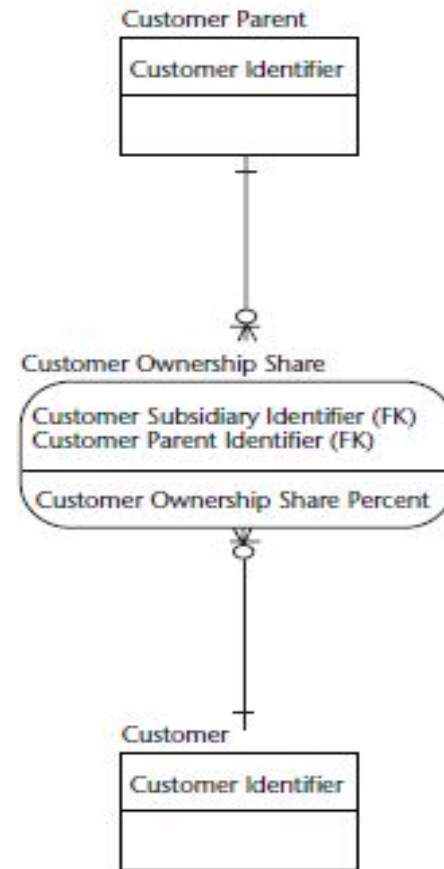 Customer Parent
Customer Identifier
Customer Ownership Share
Customer Subsidiary Identifier (FK)
Customer Parent Identifier (FK)
Customer Ownership Share Percent
Customer
Customer Identifier